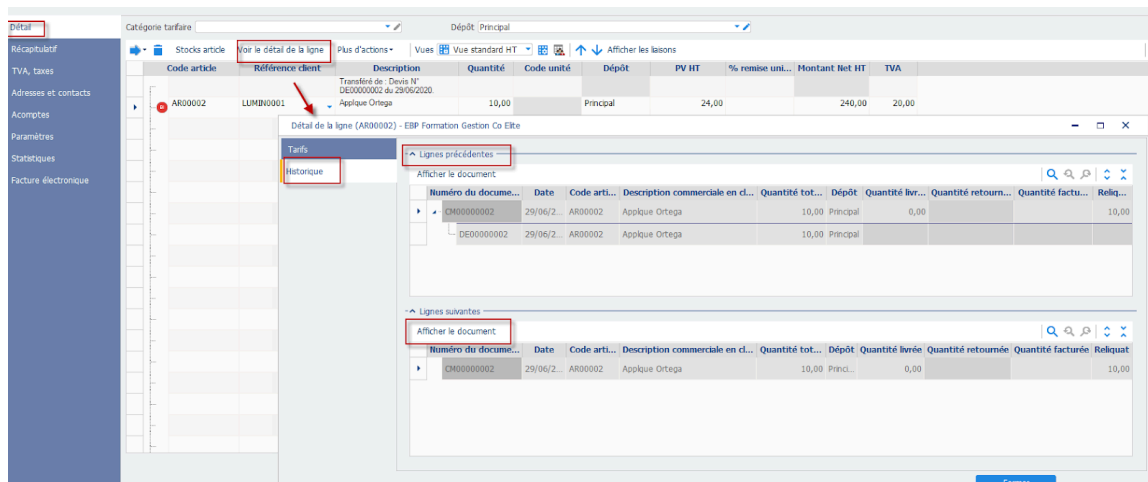 Détail
Catégorie tarifaire
Dépôt Principal
Récapitulatif
TVA, taxes
Adresses et contacts
Acomptes
Paramètres
Statistiques
Facture électronique
Stocks article Voir le détail de la ligne Plus d'actions Vues Vue standard HT Afficher les liaisons
Code article Référence client Description Quantité Code unité Dépôt PV HT % remise uni... Montant Net HT TVA
Transféré de : Devis N°
DE00000002 du 29/06/2020.
AR00002 LUMIN0001 Applque Ortega 10,00 Principal 24,00 240,00 20,00
Détail de la ligne (AR00002) - EBP Formation Gestion Co Elite
Tarifs
Historique
Lignes précédentes
Afficher le document
Numéro du docume... Date Code arti... Description commerciale en cl... Quantité tot... Dépôt Quantité livr... Quantité retourn... Quantité factu... Reliq...
CM00000002 29/06/2... AR00002 Applque Ortega 10,00 Principal 0,00 10,00
DE00000002 29/06/2... AR00002 Applque Ortega 10,00 Principal
Lignes suivantes
Afficher le document
Numéro du docume... Date Code arti... Description commerciale en cl... Quantité tot... Dépôt Quantité livrée Quantité retournée Quantité facturée Reliquat
CM00000002 29/06/2... AR00002 Applque Ortega 10,00 Princi... 0,00 10,00